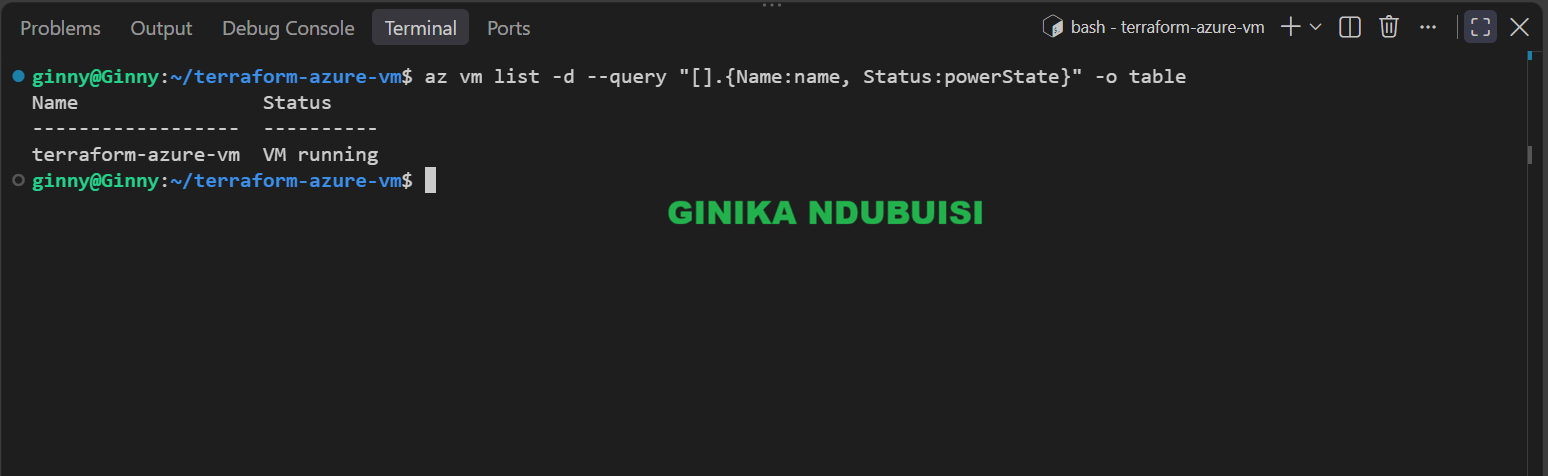 Problems Output Debug Console Terminal Ports bash - terraform-azure-vm
ginny@Ginny:~/terraform-azure-vm$ az vm list -d --query "[].{Name:name, Status:powerState}" -o table
Name                Status
------------------  ----------
terraform-azure-vm  VM running
ginny@Ginny:~/terraform-azure-vm$
GINIKA NDUBUISI